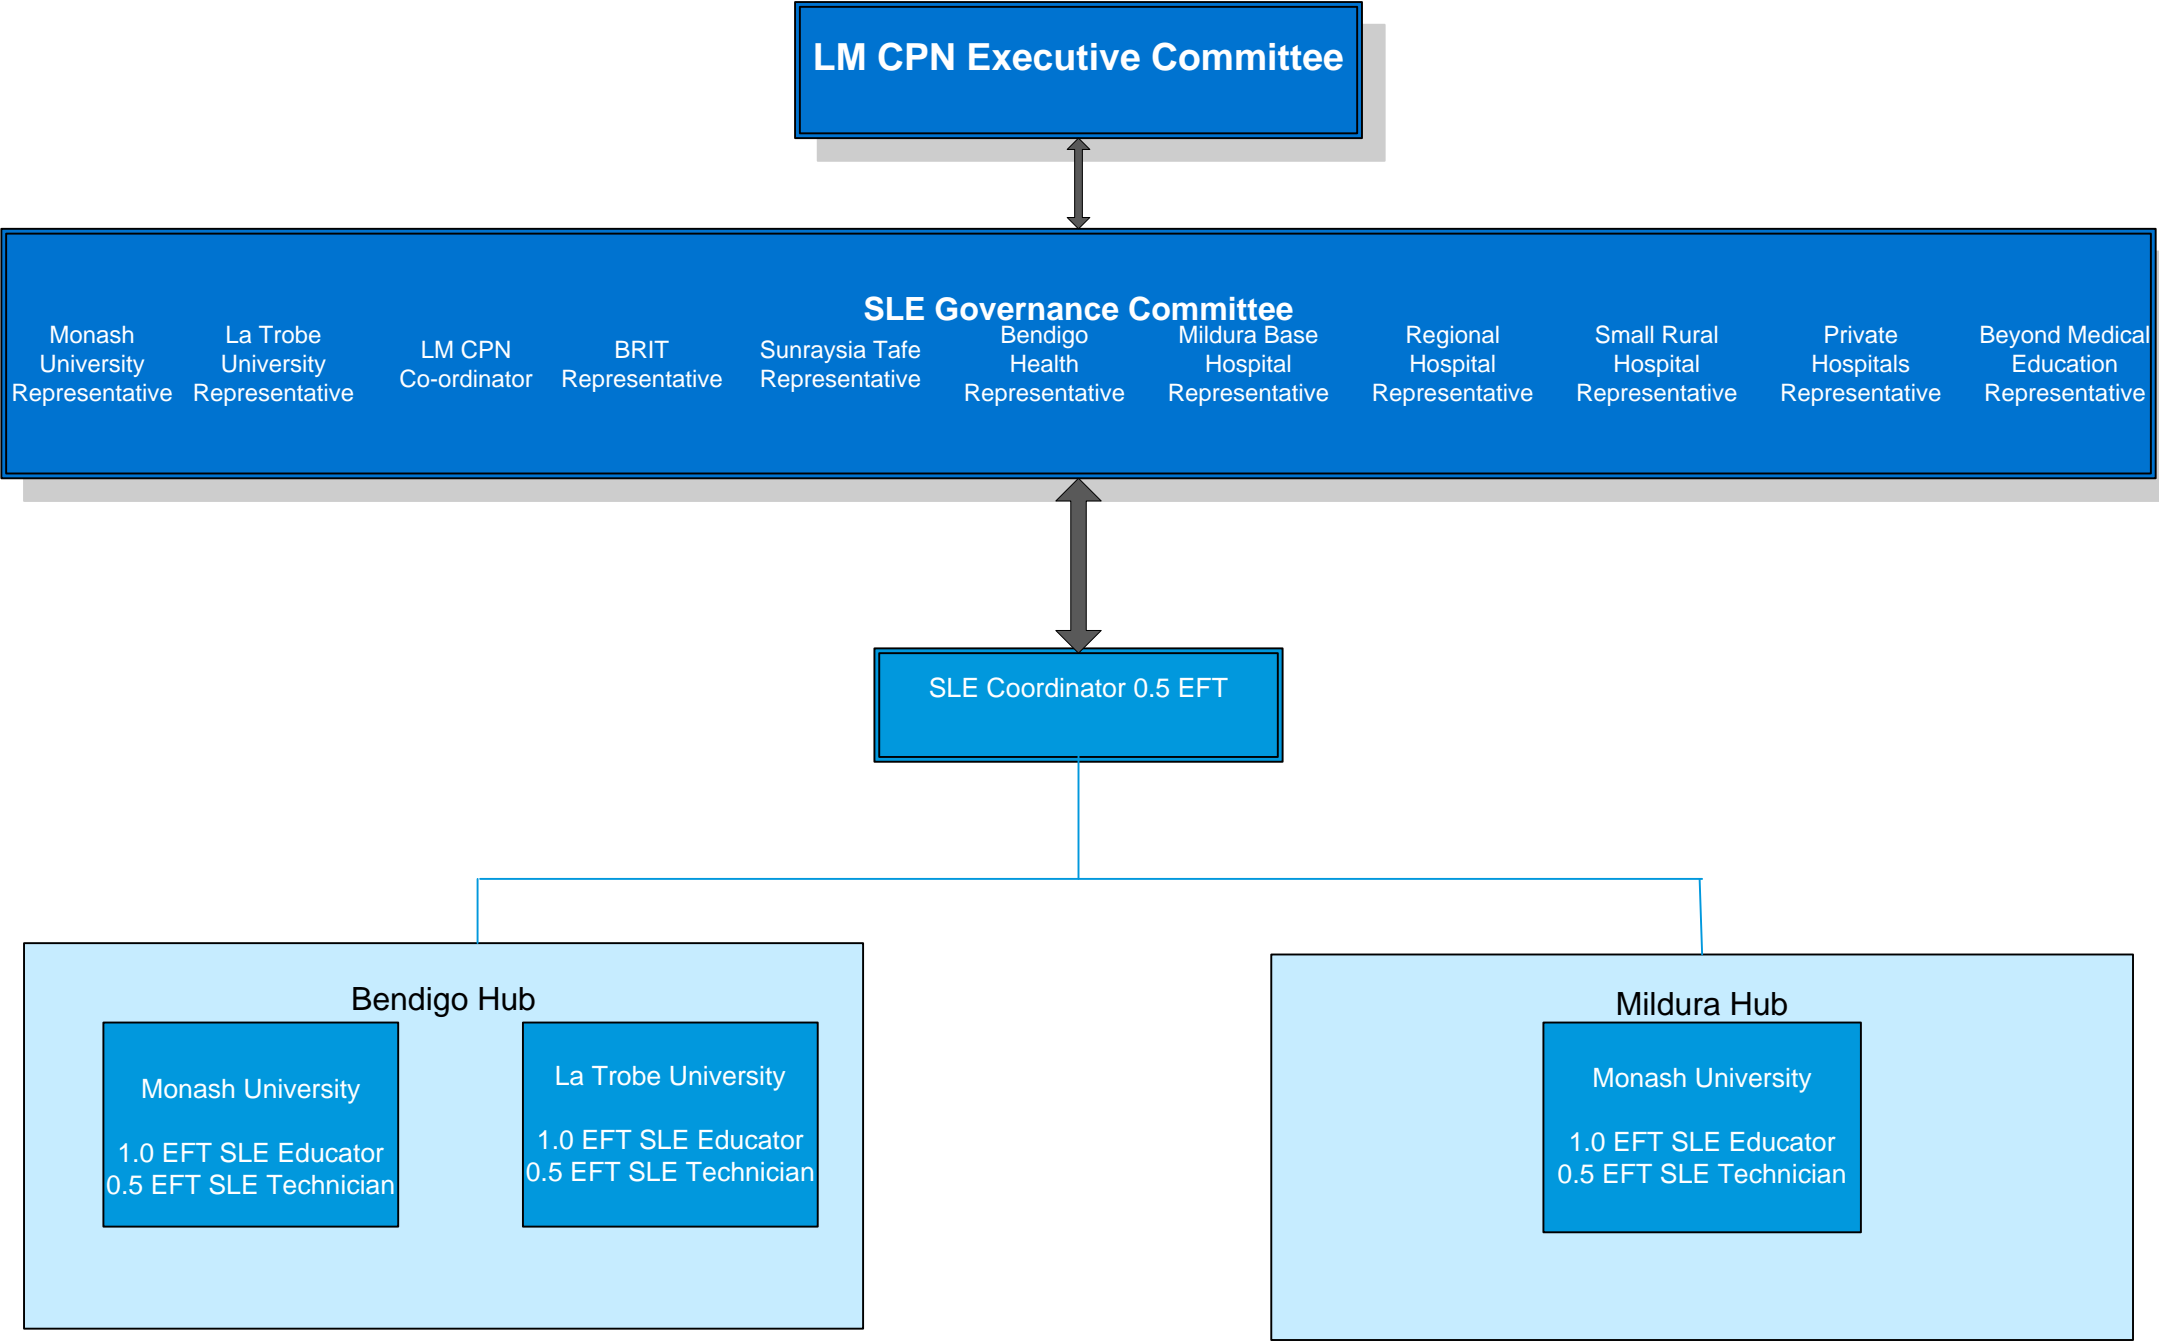 LM CPN Executive Committee
SLE Governance Committee
Monash
University
Representative
La Trobe
University
Representative
LM CPN
Co-ordinator
BRIT
Representative
Sunraysia Tafe
Representative
Bendigo
Health
Representative
Mildura Base
Hospital
Representative
Regional
Hospital
Representative
Small Rural
Hospital
Representative
Private
Hospitals
Representative
Beyond Medical
Education
Representative
SLE Coordinator 0.5 EFT
Bendigo Hub
Monash University
1.0 EFT SLE Educator
0.5 EFT SLE Technician
La Trobe University
1.0 EFT SLE Educator
0.5 EFT SLE Technician
Mildura Hub
Monash University
1.0 EFT SLE Educator
0.5 EFT SLE Technician